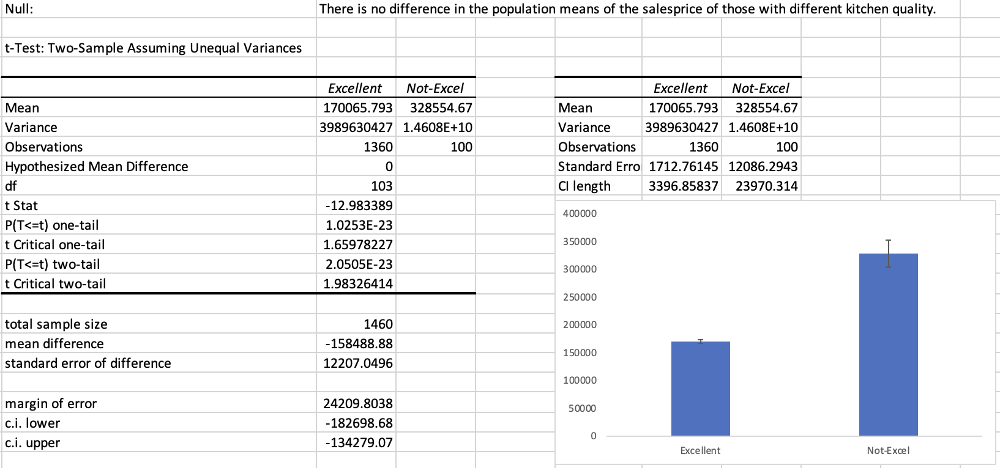 Null: There is no difference in the population means of the salesprice of those with different kitchen quality.
t-Test: Two-Sample Assuming Unequal Variances
Excellent Not-Excel
Mean 170065.793 328554.67
Variance 3989630427 1.4608E+10
Observations 1360 100
Hypothesized Mean Difference 0
df 103
t Stat -12.983389
P(T<=t) one-tail 1.0253E-23
t Critical one-tail 1.65978227
P(T<=t) two-tail 2.0505E-23
t Critical two-tail 1.98326414
total sample size 1460
mean difference -158488.88
standard error of difference 12207.0496
margin of error 24209.8038
c.i. lower -182698.68
c.i. upper -134279.07
Excellent Not-Excel
Mean 170065.793 328554.67
Variance 3989630427 1.4608E+10
Observations 1360 100
Standard Erro 1712.76145 12086.2943
CI length 3396.85837 23970.314
400000
350000
300000
250000
200000
150000
100000
50000
0
Excellent Not-Excel